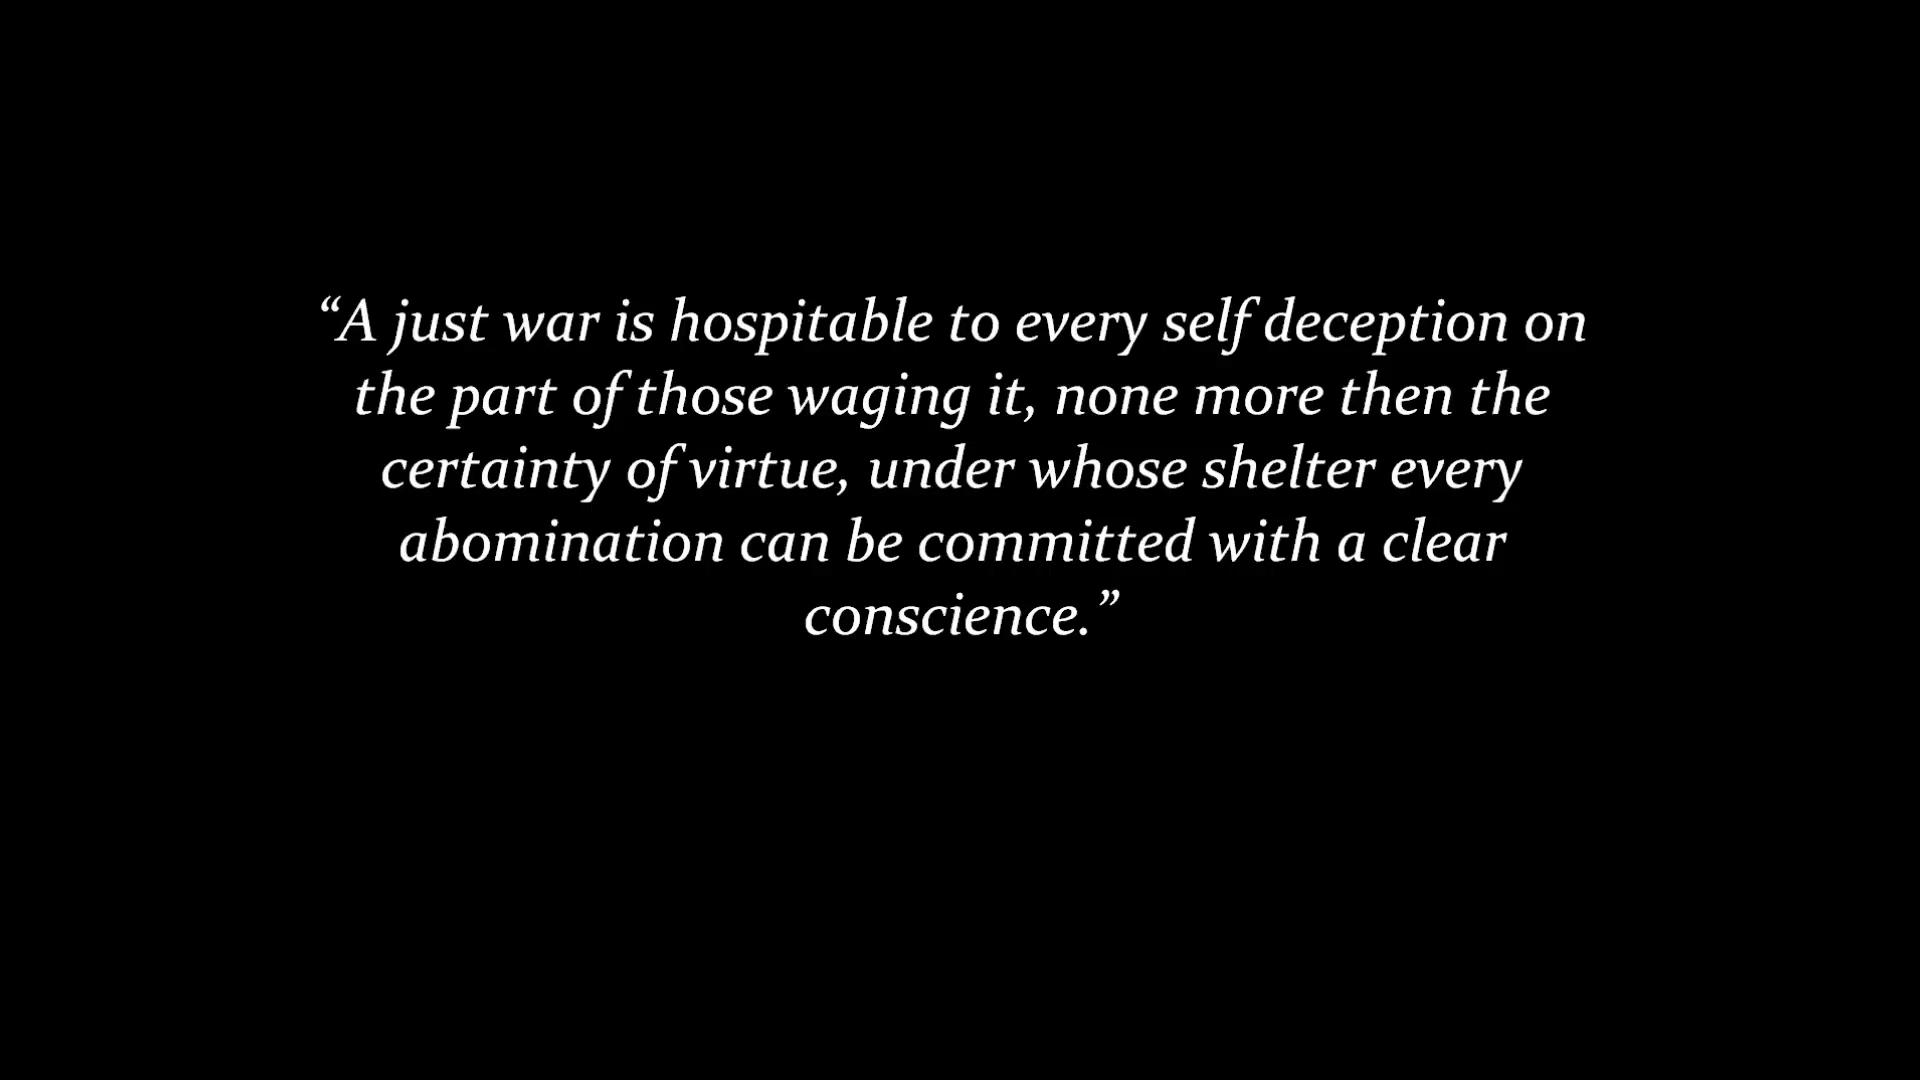 “A just war is hospitable to every self deception on
the part of those waging it, none more then the
certainty of virtue, under whose shelter every
abomination can be committed with a clear
conscience.”